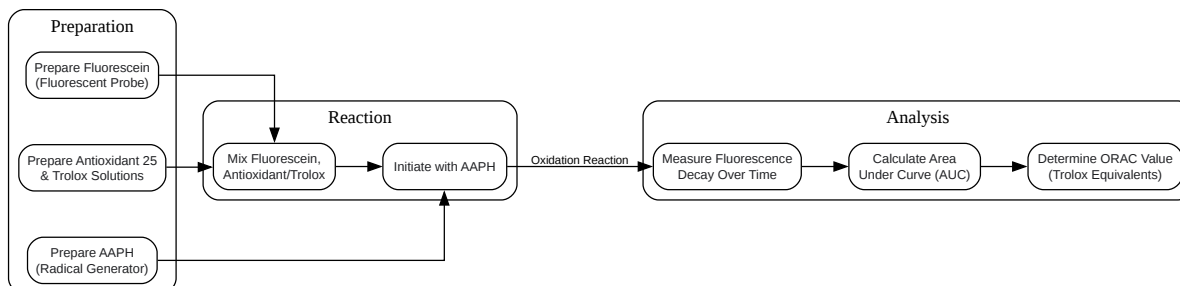 Preparation
Prepare Fluorescein
(Fluorescent Probe)
Prepare Antioxidant 25
& Trolox Solutions
Prepare AAPH
(Radical Generator)
Reaction
Mix Fluorescein,
Antioxidant/Trolox
Initiate with AAPH
Oxidation Reaction
Analysis
Measure Fluorescence
Decay Over Time
Calculate Area
Under Curve (AUC)
Determine ORAC Value
(Trolox Equivalents)